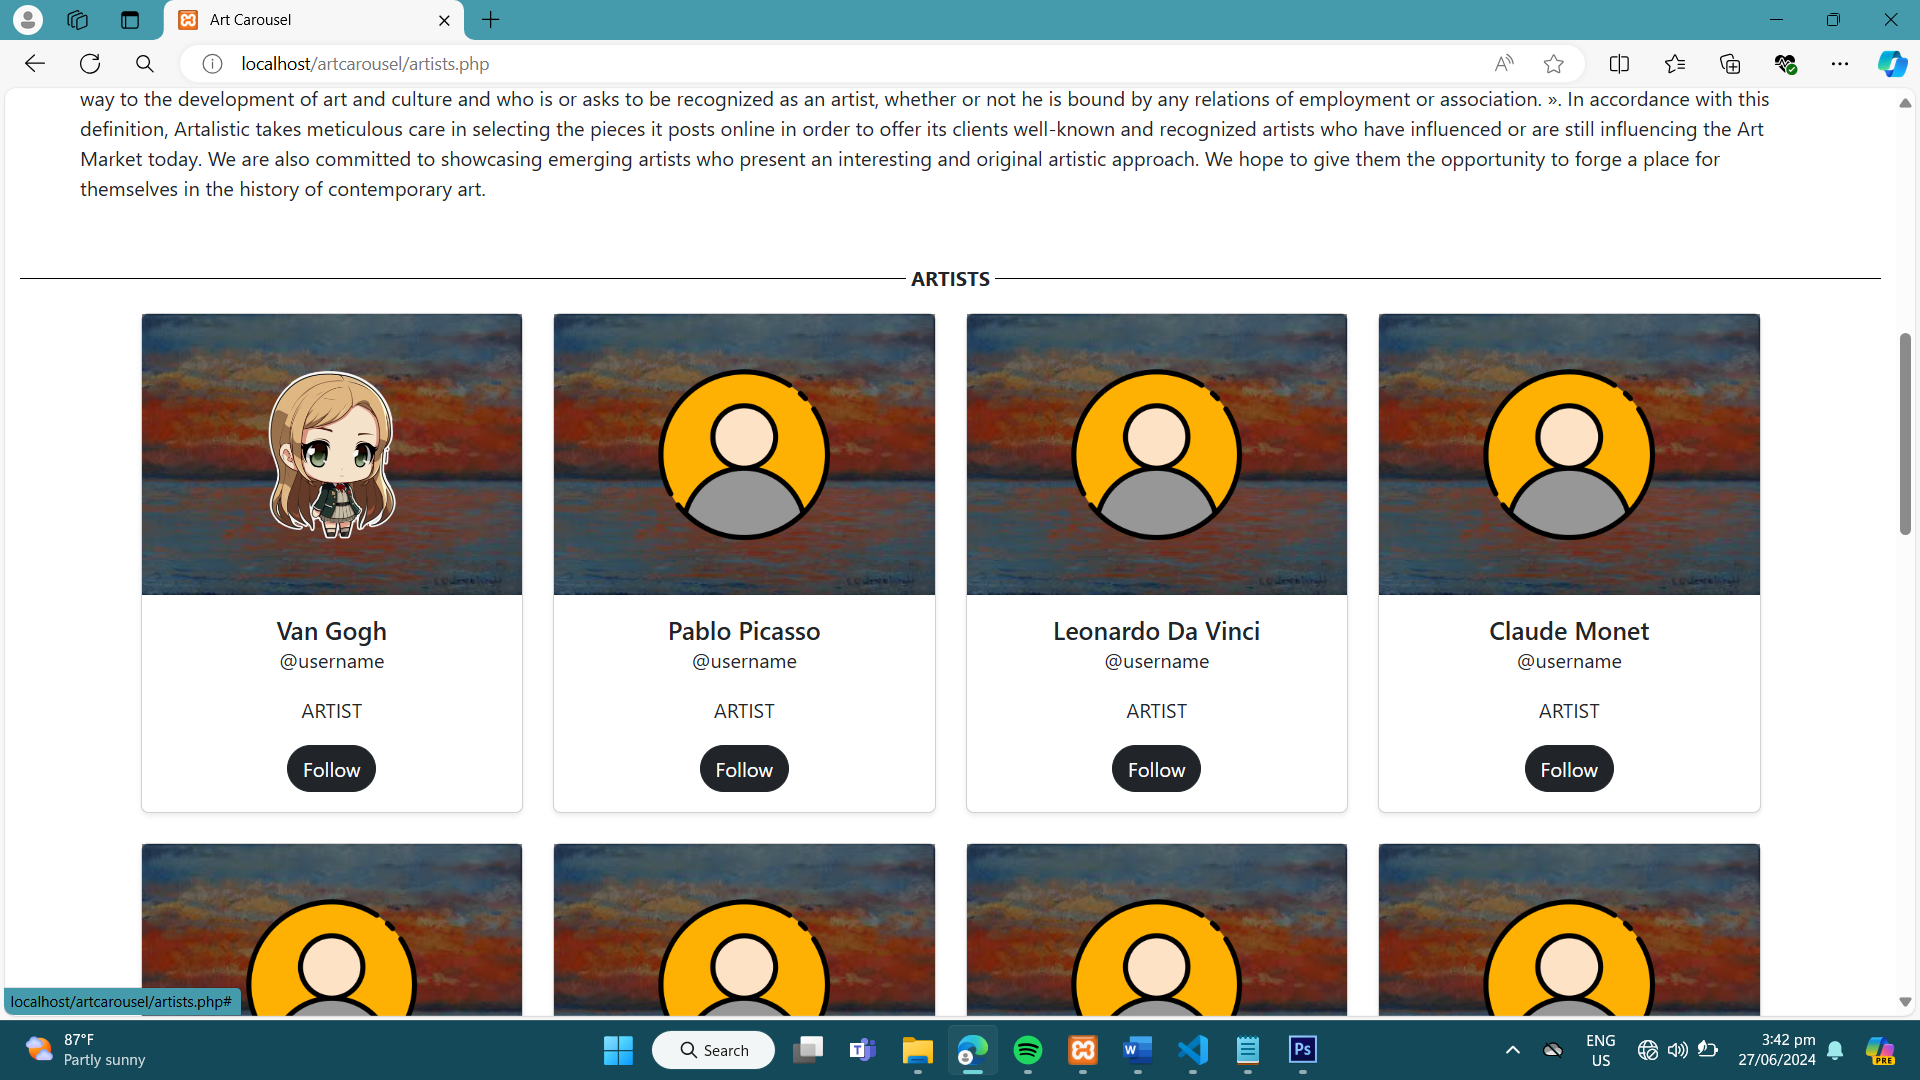 Art Carousel
localhost/artcarousel/artists.php
way to the development of art and culture and who is or asks to be recognized as an artist, whether or not he is bound by any relations of employment or association. ». In accordance with this
definition, Artalistic takes meticulous care in selecting the pieces it posts online in order to offer its clients well-known and recognized artists who have influenced or are still influencing the Art
Market today. We are also committed to showcasing emerging artists who present an interesting and original artistic approach. We hope to give them the opportunity to forge a place for
themselves in the history of contemporary art.
ARTISTS
Van Gogh
@username
ARTIST
Follow
Pablo Picasso
@username
ARTIST
Follow
Leonardo Da Vinci
@username
ARTIST
Follow
Claude Monet
@username
ARTIST
Follow
localhost/artcarousel/artists.php#
87°F
Partly sunny
Search
W
Ps
ENG
US
3:42 pm
27/06/2024
PRE